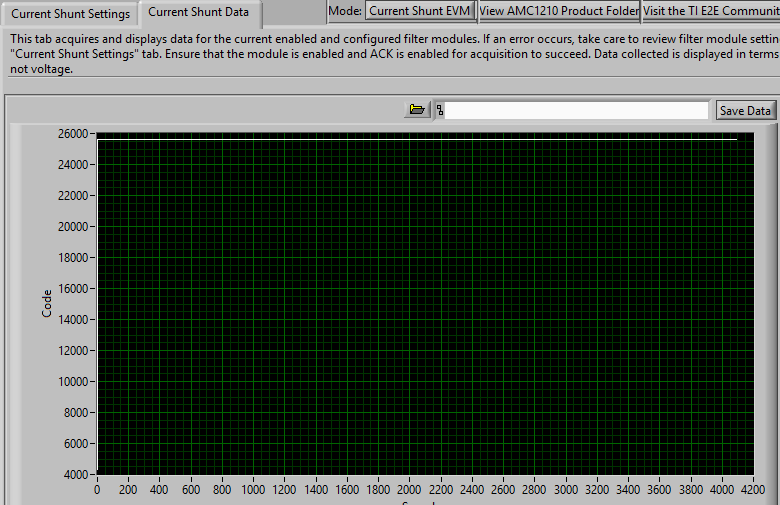 Current Shunt Settings Current Shunt Data Mode: Current Shunt EVM View AMC1210 Product Folder Visit the TI E2E Communit
This tab acquires and displays data for the current enabled and configured filter modules. If an error occurs, take care to review filter module settin
"Current Shunt Settings" tab. Ensure that the module is enabled and ACK is enabled for acquisition to succeed. Data collected is displayed in terms
not voltage.
Save Data
26000
24000
22000
20000
18000
16000
14000
12000
10000
8000
6000
4000
Code
0 200 400 600 800 1000 1200 1400 1600 1800 2000 2200 2400 2600 2800 3000 3200 3400 3600 3800 4000 4200